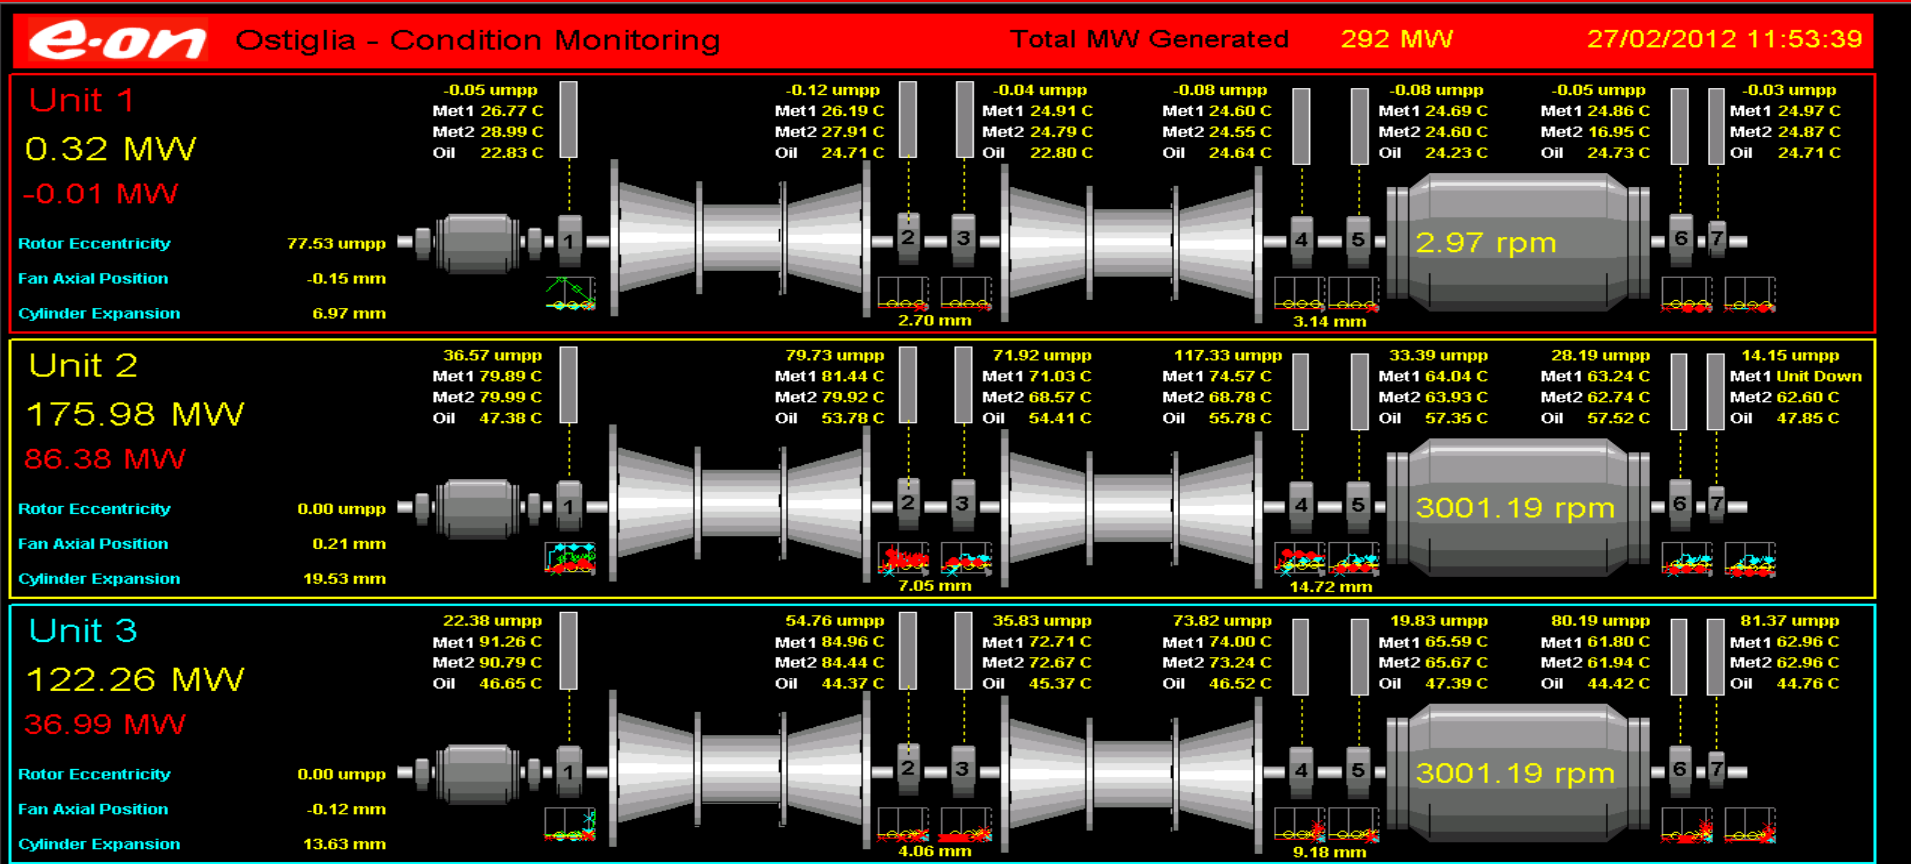 e-on Ostiglia - Condition Monitoring Total MW Generated 292 MW 27/02/2012 11:53:39
Unit 1
0.32 MW
-0.01 MW
-0.05 umpp -0.12 umpp -0.04 umpp -0.08 umpp -0.08 umpp -0.05 umpp -0.03 umpp
Met1 26.77 C Met1 26.19 C Met1 24.91 C Met1 24.60 C Met1 24.69 C Met1 24.86 C Met1 24.97 C
Met2 28.99 C Met2 27.91 C Met2 24.79 C Met2 24.55 C Met2 24.60 C Met2 16.95 C Met2 24.87 C
Oil 22.83 C Oil 24.71 C Oil 22.80 C Oil 24.64 C Oil 24.23 C Oil 24.73 C Oil 24.71 C
Rotor Eccentricity 77.53 umpp 1 2 3 4 5 2.97 rpm 6 7
Fan Axial Position -0.15 mm
Cylinder Expansion 6.97 mm 2.70 mm 3.14 mm
Unit 2
175.98 MW
86.38 MW
36.57 umpp 79.73 umpp 71.92 umpp 117.33 umpp 33.39 umpp 28.19 umpp 14.15 umpp
Met1 79.89 C Met1 81.44 C Met1 71.03 C Met1 74.57 C Met1 64.04 C Met1 63.24 C Met1 Unit Down
Met2 79.99 C Met2 79.92 C Met2 68.57 C Met2 68.78 C Met2 63.93 C Met2 62.74 C Met2 62.60 C
Oil 47.38 C Oil 53.78 C Oil 54.41 C Oil 55.78 C Oil 57.35 C Oil 57.52 C Oil 47.85 C
Rotor Eccentricity 0.00 umpp 1 2 3 4 5 3001.19 rpm 6 7
Fan Axial Position 0.21 mm
Cylinder Expansion 19.53 mm 7.05 mm 14.72 mm
Unit 3
122.26 MW
36.99 MW
22.38 umpp 54.76 umpp 35.83 umpp 73.82 umpp 19.83 umpp 80.19 umpp 81.37 umpp
Met1 91.26 C Met1 84.96 C Met1 72.71 C Met1 74.00 C Met1 65.59 C Met1 61.80 C Met1 62.96 C
Met2 90.79 C Met2 84.44 C Met2 72.67 C Met2 73.24 C Met2 65.67 C Met2 61.94 C Met2 62.96 C
Oil 46.65 C Oil 44.37 C Oil 45.37 C Oil 46.52 C Oil 47.39 C Oil 44.42 C Oil 44.76 C
Rotor Eccentricity 0.00 umpp 1 2 3 4 5 3001.19 rpm 6 7
Fan Axial Position -0.12 mm
Cylinder Expansion 13.63 mm 4.06 mm 9.18 mm